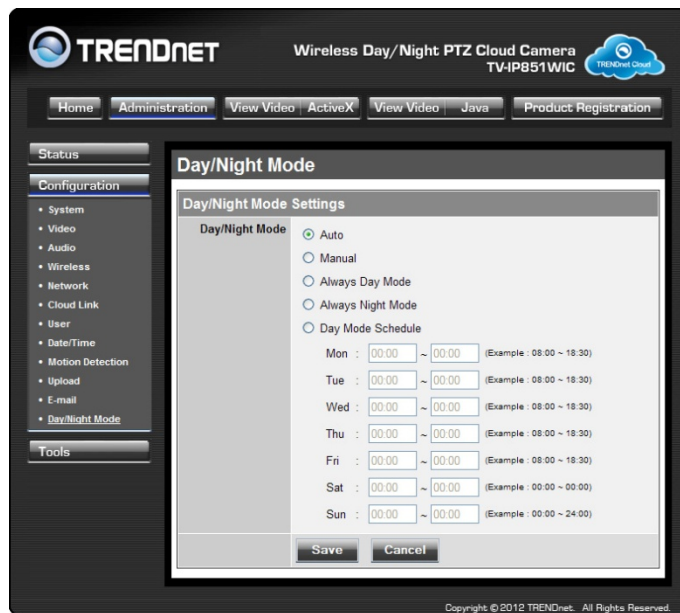 TRENDNET
Wireless Day/Night PTZ Cloud Camera
TV-IP851WIC
TRENDnet Cloud
Home Administration View Video ActiveX View Video Java Product Registration
Status
Configuration
• System
• Video
• Audio
• Wireless
• Network
• Cloud Link
• User
• Date/Time
• Motion Detection
• Upload
• E-mail
• Day/Night Mode
Tools
Day/Night Mode
Day/Night Mode Settings
Day/Night Mode
Auto
Manual
Always Day Mode
Always Night Mode
Day Mode Schedule
Mon : 00:00 ~ 00:00 (Example : 08:00 ~ 18:30)
Tue : 00:00 ~ 00:00 (Example : 08:00 ~ 18:30)
Wed : 00:00 ~ 00:00 (Example : 08:00 ~ 18:30)
Thu : 00:00 ~ 00:00 (Example : 08:00 ~ 18:30)
Fri : 00:00 ~ 00:00 (Example : 08:00 ~ 18:30)
Sat : 00:00 ~ 00:00 (Example : 00:00 ~ 00:00)
Sun : 00:00 ~ 00:00 (Example : 00:00 ~ 24:00)
Save Cancel
Copyright © 2012 TRENDnet. All Rights Reserved.